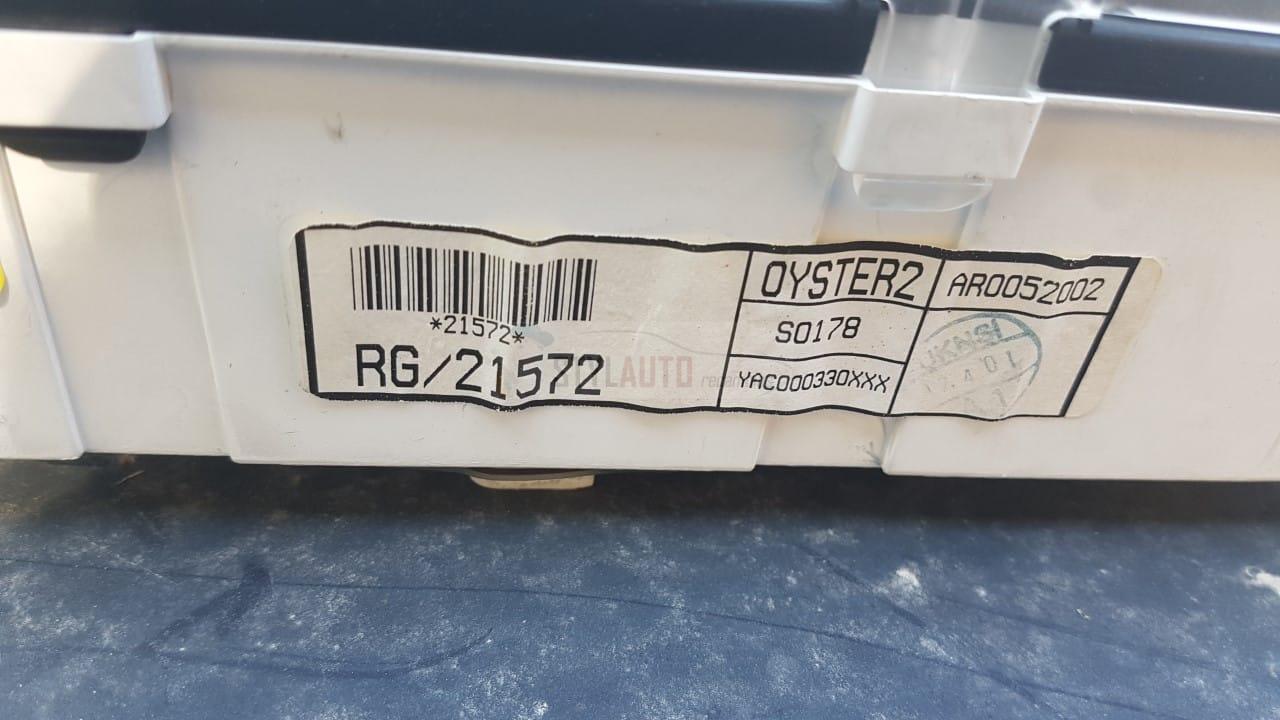 *21572*
RG/21572
OYSTER2
S0178
YAC000330XXX
AR0052002